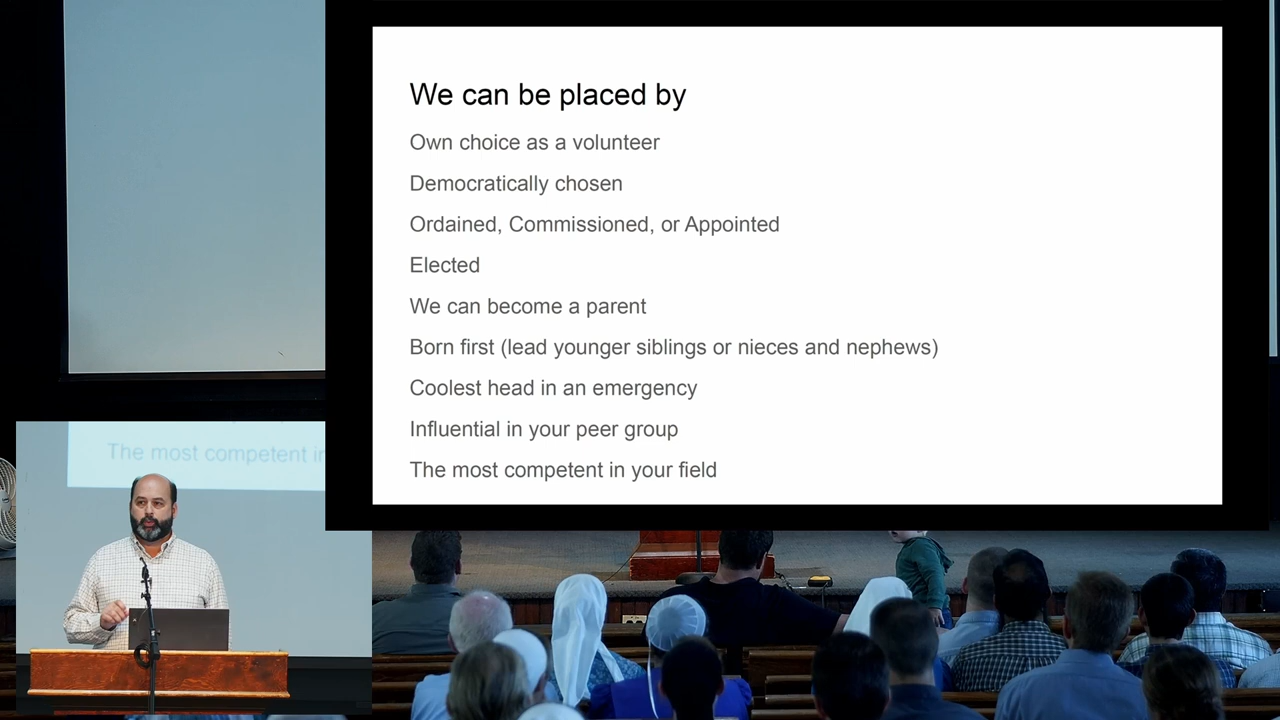 We can be placed by
Own choice as a volunteer
Democratically chosen
Ordained, Commissioned, or Appointed
Elected
We can become a parent
Born first (lead younger siblings or nieces and nephews)
Coolest head in an emergency
Influential in your peer group
The most competent in your field
The most competent in